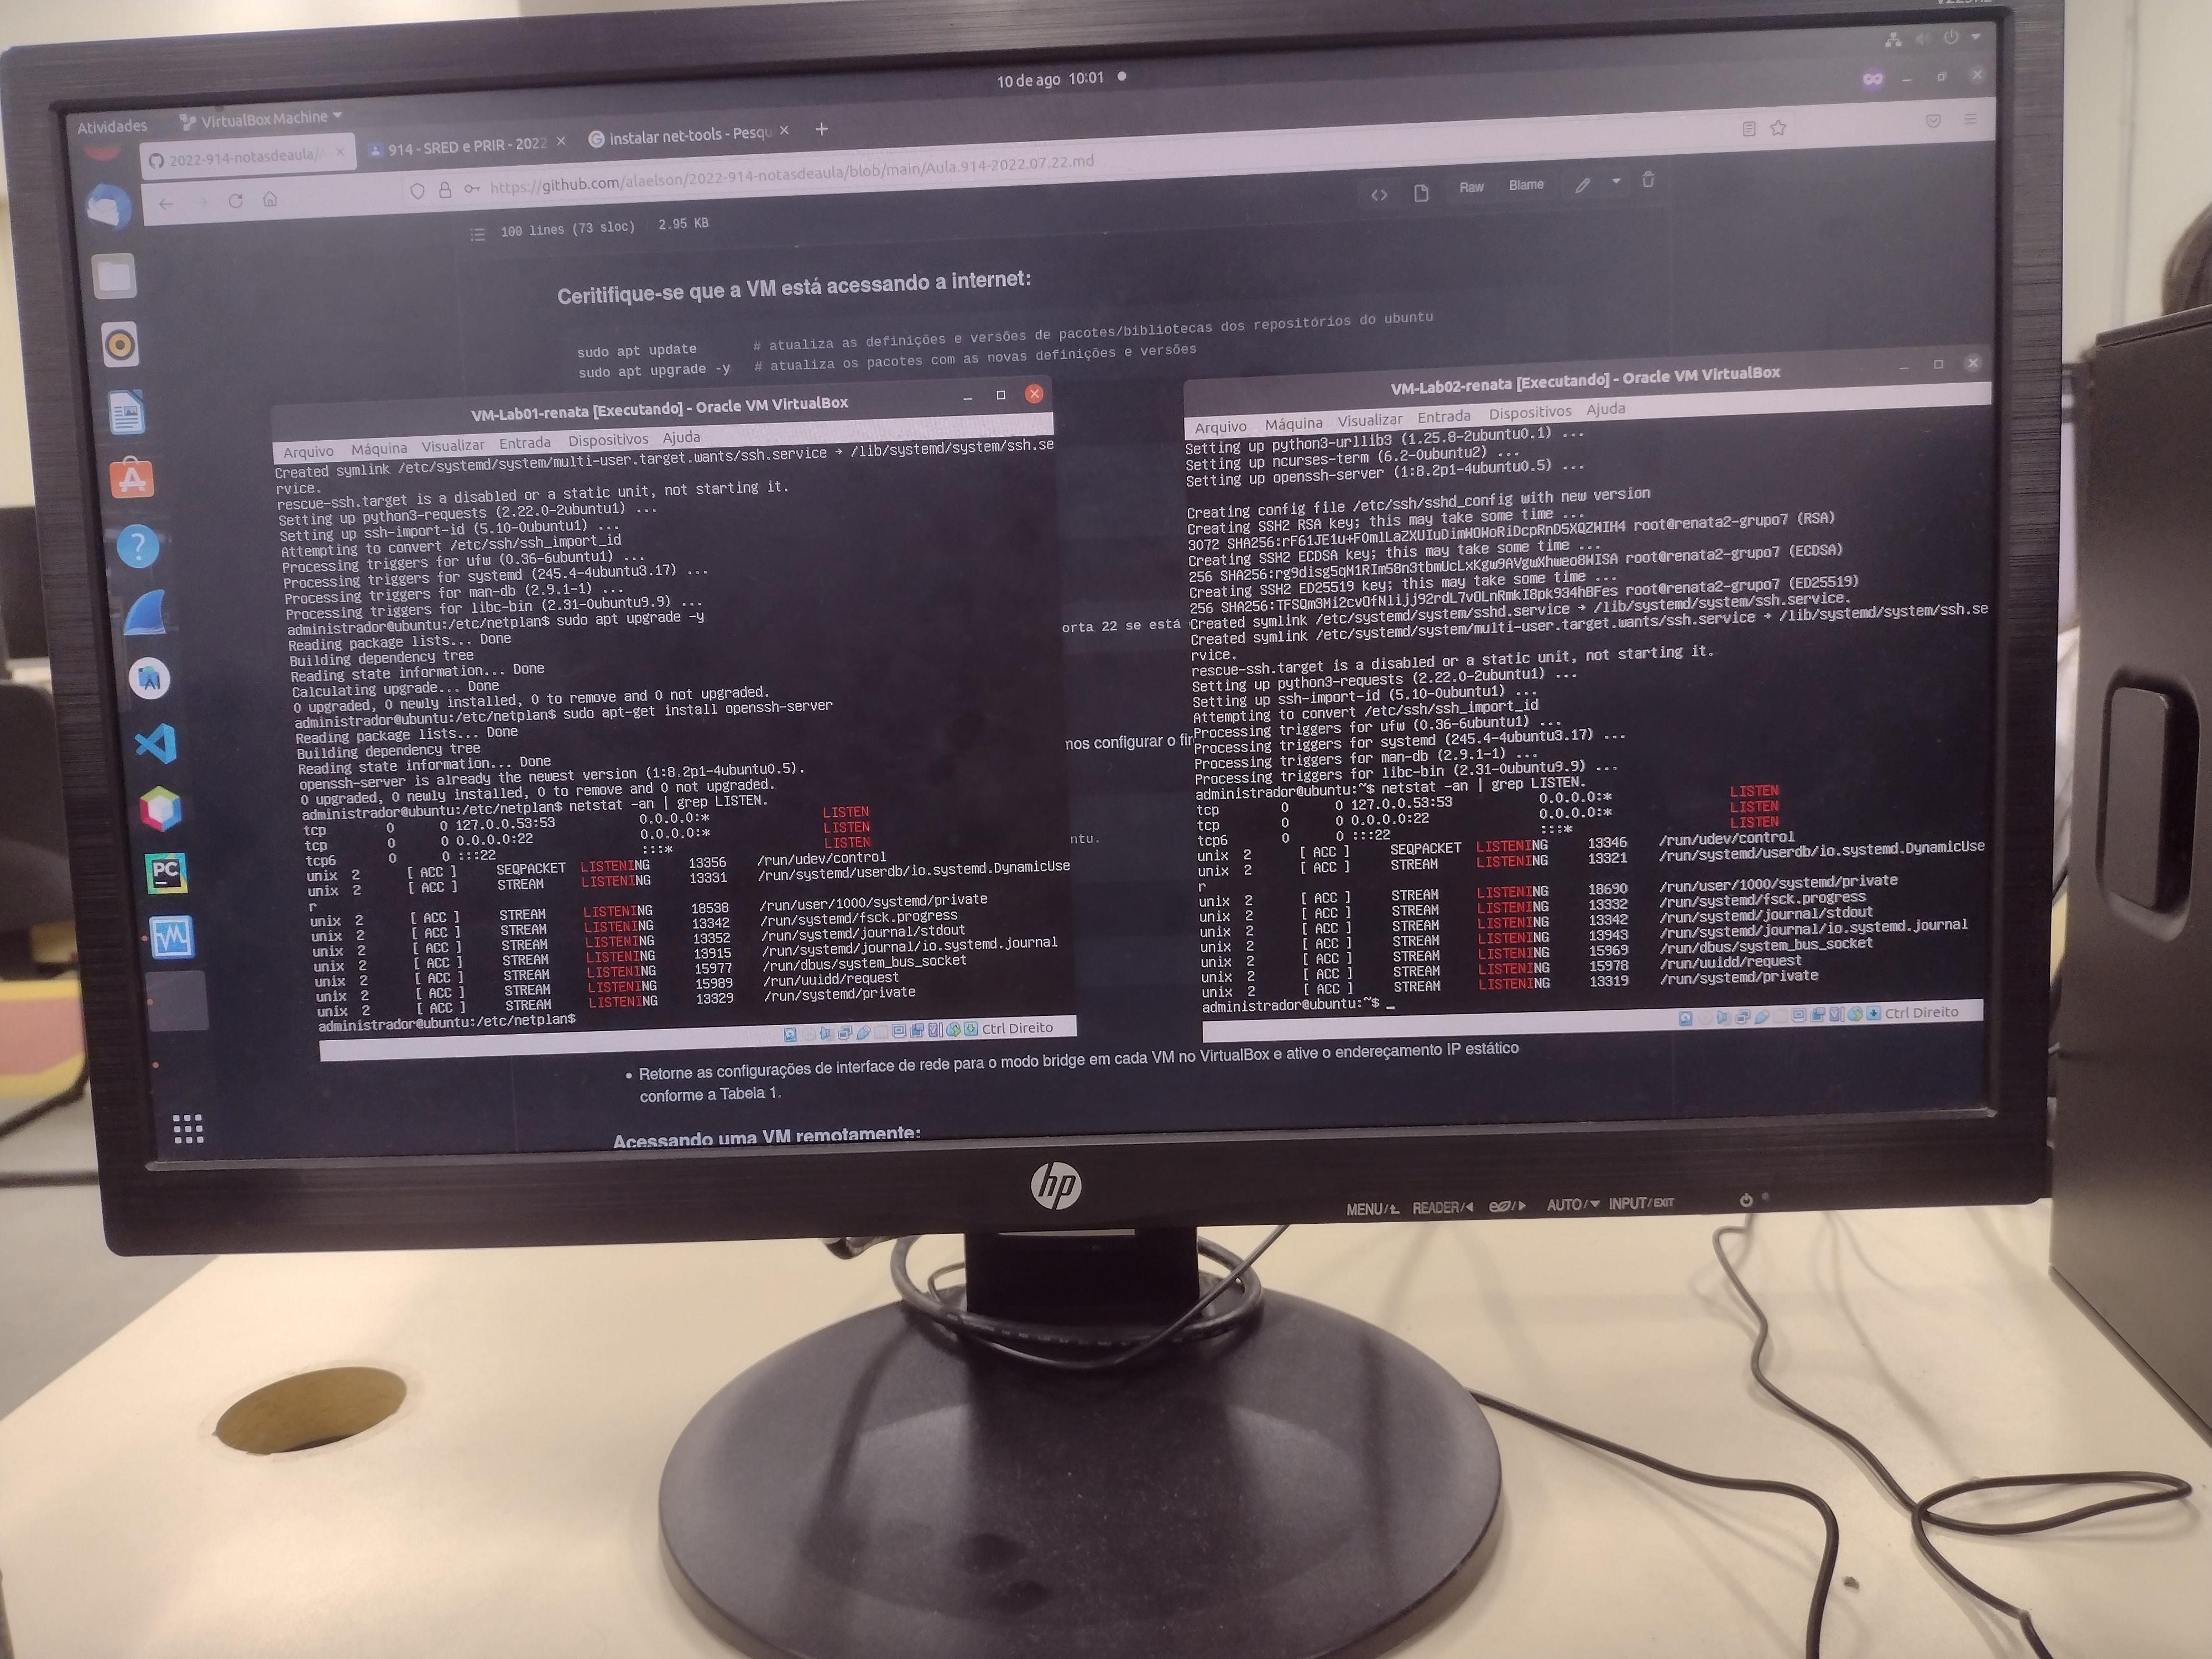 10 de ago 10:01
Atividades
VirtualBox Machine
2022-914-notasdeaula/
914 - SRED e PRIR - 2022
instalar net-tools - Pesqu
https://github.com/alaelson/2022-914-notasdeaula/blob/main/Aula.914-2022.07.22.md
100 lines (73 sloc) 2.95 KB
Raw Blame
Ceritifique-se que a VM está acessando a internet:
sudo apt update # atualiza as definições e versões de pacotes/bibliotecas dos repositórios do ubuntu
sudo apt upgrade -y # atualiza os pacotes com as novas definições e versões
VM-Lab01-renata [Executando] - Oracle VM VirtualBox
Arquivo Máquina Visualizar Entrada Dispositivos Ajuda
Created symlink /etc/systemd/system/multi-user.target.wants/ssh.service → /lib/systemd/system/ssh.se
rvice.
rescue-ssh.target is a disabled or a static unit, not starting it.
Setting up python3-requests (2.22.0-2ubuntu1) ...
Setting up ssh-import-id (5.10-0ubuntu1) ...
Attempting to convert /etc/ssh/ssh_import_id
Processing triggers for ufw (0.36-6ubuntu1) ...
Processing triggers for systemd (245.4-4ubuntu3.17) ...
Processing triggers for man-db (2.9.1-1) ...
Processing triggers for libc-bin (2.31-0ubuntu9.9) ...
administrador@ubuntu:/etc/netplan$ sudo apt upgrade -y
Reading package lists... Done
Building dependency tree
Reading state information... Done
Calculating upgrade... Done
0 upgraded, 0 newly installed, 0 to remove and 0 not upgraded.
administrador@ubuntu:/etc/netplan$ sudo apt-get install openssh-server
Reading package lists... Done
Building dependency tree
Reading state information... Done
openssh-server is already the newest version (1:8.2p1-4ubuntu0.5).
0 upgraded, 0 newly installed, 0 to remove and 0 not upgraded.
administrador@ubuntu:/etc/netplan$ netstat -an | grep LISTEN.
tcp 0 0 127.0.0.53:53 0.0.0.0:* LISTEN
tcp 0 0 0.0.0.0:22 0.0.0.0:* LISTEN
tcp6 0 0 :::22 :::* LISTEN
unix 2 [ ACC ] SEQPACKET LISTENING 13356 /run/udev/control
unix 2 [ ACC ] STREAM LISTENING 13331 /run/systemd/userdb/io.systemd.DynamicUse
r
unix 2 [ ACC ] STREAM LISTENING 18538 /run/user/1000/systemd/private
unix 2 [ ACC ] STREAM LISTENING 13342 /run/systemd/fsck.progress
unix 2 [ ACC ] STREAM LISTENING 13352 /run/systemd/journal/stdout
unix 2 [ ACC ] STREAM LISTENING 13915 /run/systemd/journal/io.systemd.journal
unix 2 [ ACC ] STREAM LISTENING 15977 /run/dbus/system_bus_socket
unix 2 [ ACC ] STREAM LISTENING 15989 /run/uuidd/request
unix 2 [ ACC ] STREAM LISTENING 13329 /run/systemd/private
administrador@ubuntu:/etc/netplan$
Ctrl Direito
orta 22 se está
mos configurar o fir
ntu.
VM-Lab02-renata [Executando] - Oracle VM VirtualBox
Arquivo Máquina Visualizar Entrada Dispositivos Ajuda
Setting up python3-urllib3 (1.25.8-2ubuntu0.1) ...
Setting up ncurses-term (6.2-0ubuntu2) ...
Setting up openssh-server (1:8.2p1-4ubuntu0.5) ...
Creating config file /etc/ssh/sshd_config with new version
Creating SSH2 RSA key; this may take some time ...
3072 root@renata2-grupo7 (RSA)
Creating SSH2 ECDSA key; this may take some time ...
256 root@renata2-grupo7 (ECDSA)
Creating SSH2 ED25519 key; this may take some time ...
256 root@renata2-grupo7 (ED25519)
Created symlink /etc/systemd/system/sshd.service → /lib/systemd/system/ssh.service.
Created symlink /etc/systemd/system/multi-user.target.wants/ssh.service → /lib/systemd/system/ssh.se
rvice.
rescue-ssh.target is a disabled or a static unit, not starting it.
Setting up python3-requests (2.22.0-2ubuntu1) ...
Setting up ssh-import-id (5.10-0ubuntu1) ...
Attempting to convert /etc/ssh/ssh_import_id
Processing triggers for ufw (0.36-6ubuntu1) ...
Processing triggers for systemd (245.4-4ubuntu3.17) ...
Processing triggers for man-db (2.9.1-1) ...
Processing triggers for libc-bin (2.31-0ubuntu9.9) ...
administrador@ubuntu:~$ netstat -an | grep LISTEN.
tcp 0 0 127.0.0.53:53 0.0.0.0:* LISTEN
tcp 0 0 0.0.0.0:22 0.0.0.0:* LISTEN
tcp6 0 0 :::22 :::* LISTEN
unix 2 [ ACC ] SEQPACKET LISTENING 13346 /run/udev/control
unix 2 [ ACC ] STREAM LISTENING 13321 /run/systemd/userdb/io.systemd.DynamicUse
r
unix 2 [ ACC ] STREAM LISTENING 18690 /run/user/1000/systemd/private
unix 2 [ ACC ] STREAM LISTENING 13332 /run/systemd/fsck.progress
unix 2 [ ACC ] STREAM LISTENING 13342 /run/systemd/journal/stdout
unix 2 [ ACC ] STREAM LISTENING 13943 /run/systemd/journal/io.systemd.journal
unix 2 [ ACC ] STREAM LISTENING 15969 /run/dbus/system_bus_socket
unix 2 [ ACC ] STREAM LISTENING 15978 /run/uuidd/request
unix 2 [ ACC ] STREAM LISTENING 13319 /run/systemd/private
administrador@ubuntu:~$ _
Ctrl Direito
• Retorne as configurações de interface de rede para o modo bridge em cada VM no VirtualBox e ative o endereçamento IP estático
conforme a Tabela 1.
Acessando uma VM remotamente:
PC
hp
MENU/ READER/ AUTO/ INPUT/EXIT